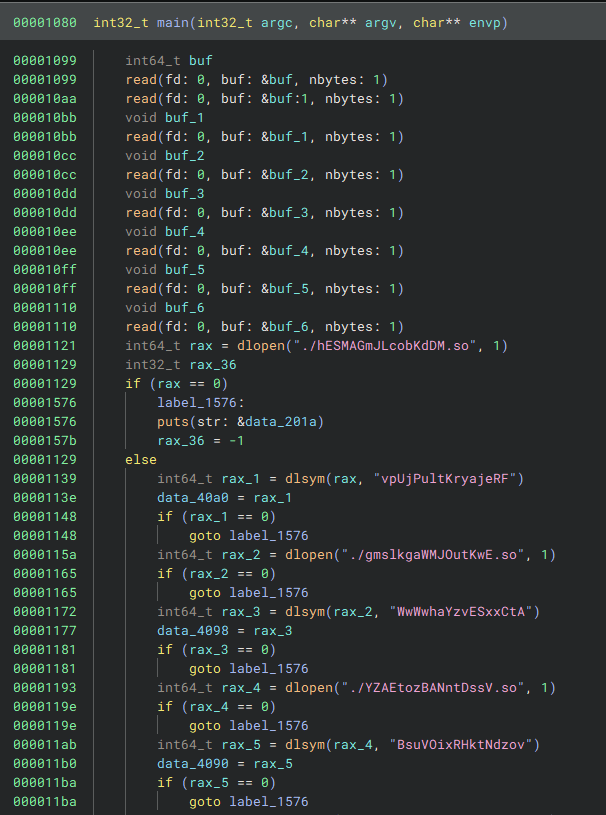 00001080 int32_t main(int32_t argc, char** argv, char** envp)
00001099 int64_t buf
00001099 read(fd: 0, buf: &buf, nbytes: 1)
000010aa read(fd: 0, buf: &buf:1, nbytes: 1)
000010bb void buf_1
000010bb read(fd: 0, buf: &buf_1, nbytes: 1)
000010cc void buf_2
000010cc read(fd: 0, buf: &buf_2, nbytes: 1)
000010dd void buf_3
000010dd read(fd: 0, buf: &buf_3, nbytes: 1)
000010ee void buf_4
000010ee read(fd: 0, buf: &buf_4, nbytes: 1)
000010ff void buf_5
000010ff read(fd: 0, buf: &buf_5, nbytes: 1)
00001110 void buf_6
00001110 read(fd: 0, buf: &buf_6, nbytes: 1)
00001121 int64_t rax = dlopen("./hESMAGmJLcobKdDM.so", 1)
00001129 int32_t rax_36
00001129 if (rax == 0)
00001576 label_1576:
00001576 puts(str: &data_201a)
0000157b rax_36 = -1
00001129 else
00001139 int64_t rax_1 = dlsym(rax, "vpUjPultKryajeRF")
0000113e data_40a0 = rax_1
00001148 if (rax_1 == 0)
00001148 goto label_1576
0000115a int64_t rax_2 = dlopen("./gmslkgaWMJOutKwE.so", 1)
00001165 if (rax_2 == 0)
00001165 goto label_1576
00001172 int64_t rax_3 = dlsym(rax_2, "WwWwhaYzvESxxCtA")
00001177 data_4098 = rax_3
00001181 if (rax_3 == 0)
00001181 goto label_1576
00001193 int64_t rax_4 = dlopen("./YZAEtozBANntDssV.so", 1)
0000119e if (rax_4 == 0)
0000119e goto label_1576
000011ab int64_t rax_5 = dlsym(rax_4, "BsuVOixRHktNdzov")
000011b0 data_4090 = rax_5
000011ba if (rax_5 == 0)
000011ba goto label_1576